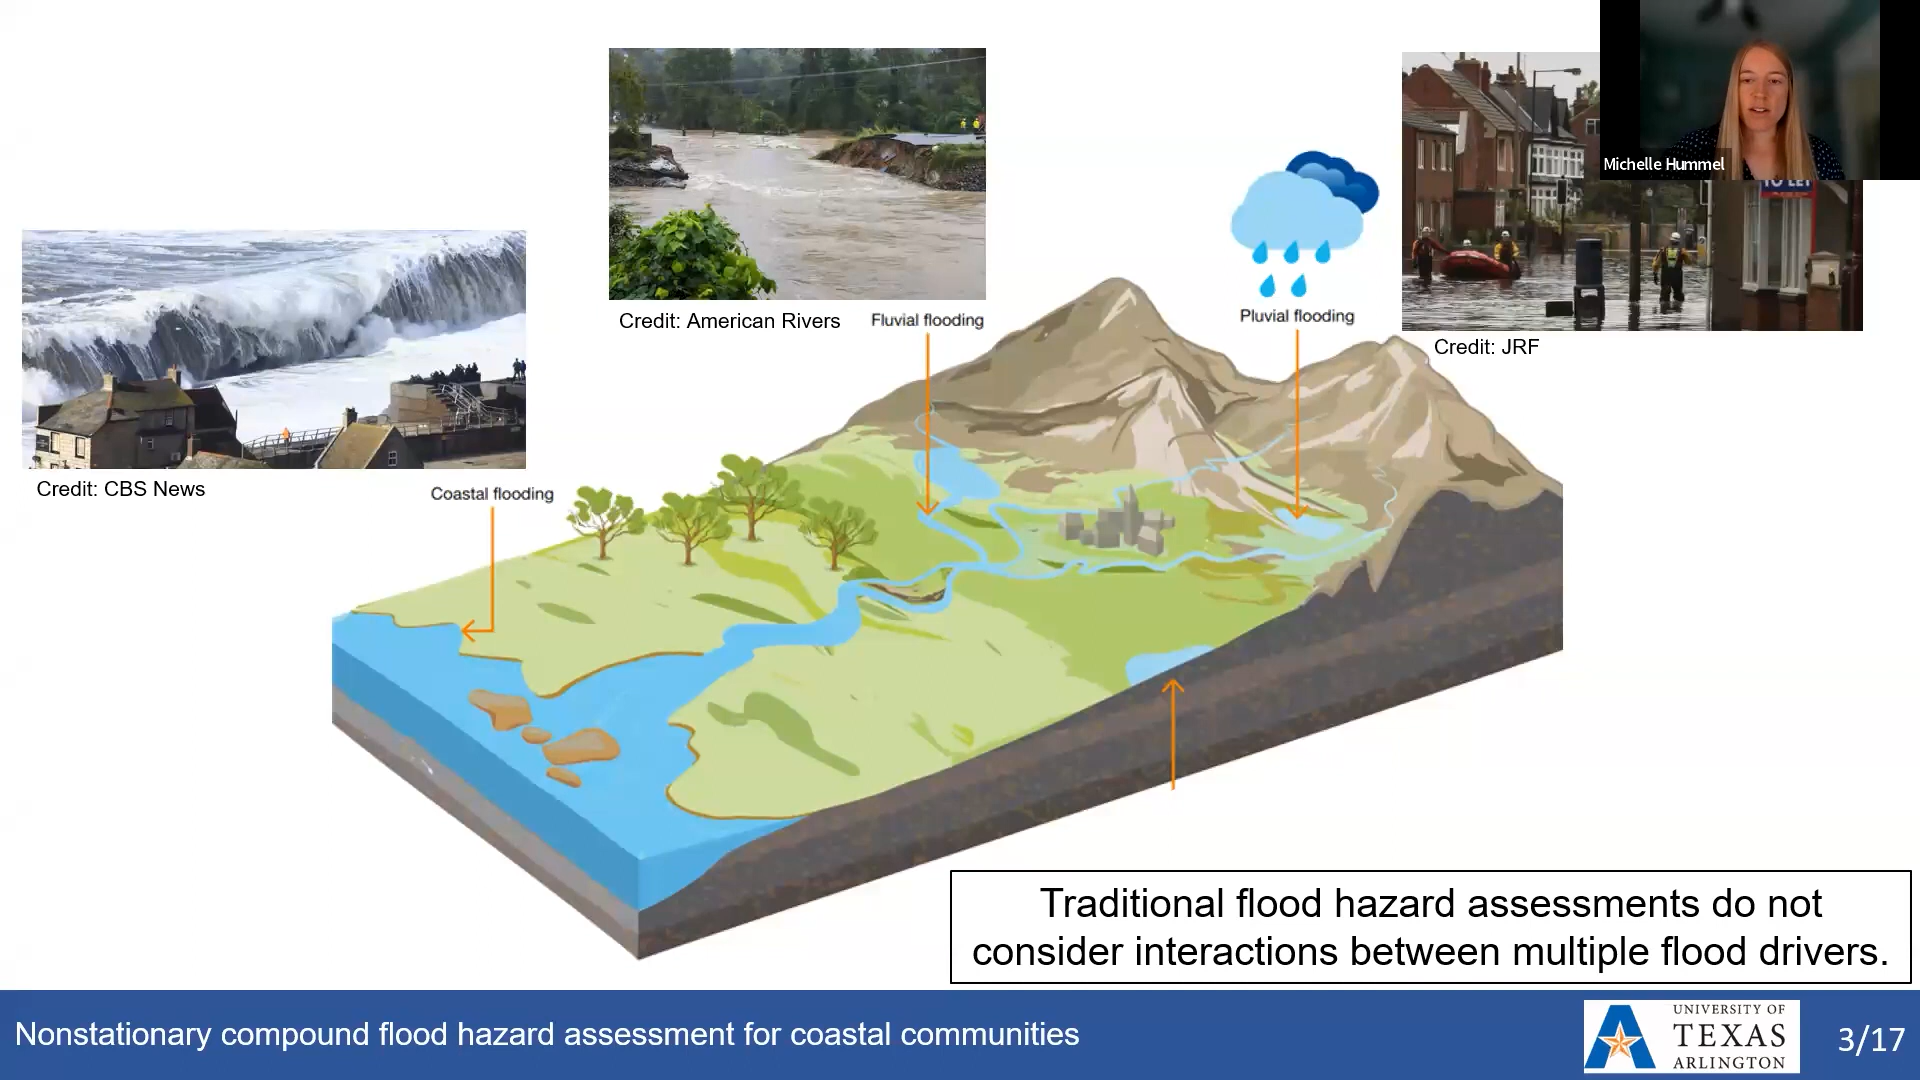 Michelle Hummel
TO LET
Credit: American Rivers
Fluvial flooding
Pluvial flooding
Credit: JRF
Credit: CBS News
Coastal flooding
Traditional flood hazard assessments do not
consider interactions between multiple flood drivers.
Nonstationary compound flood hazard assessment for coastal communities
UNIVERSITY OF
TEXAS
ARLINGTON
3/17